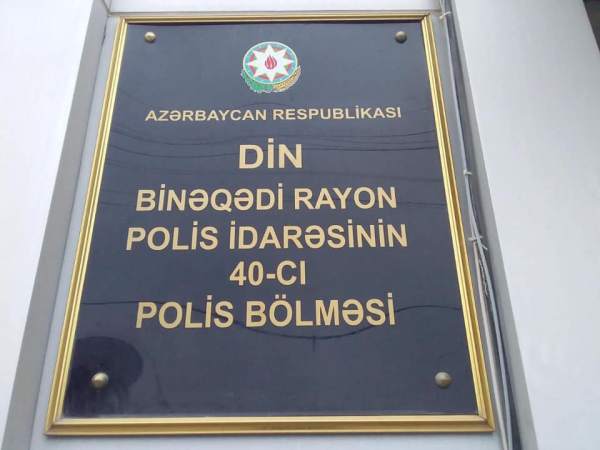 AZƏRBAYCAN RESPUBLİKASI
DİN
BİNƏQƏDİ RAYON
POLİS İDARƏSİNİN
40-CI
POLİS BÖLMƏSİ